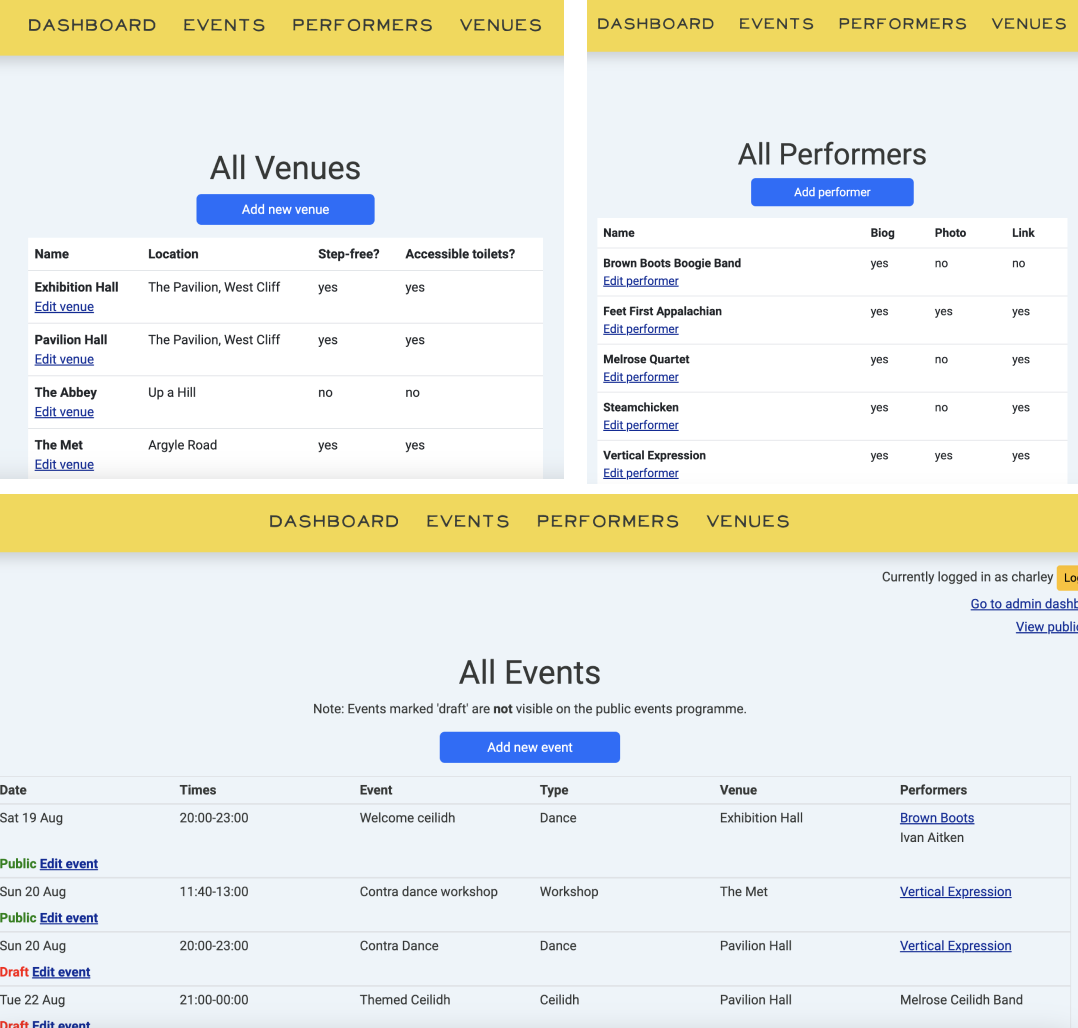 DASHBOARD EVENTS PERFORMERS VENUES
All Venues
Add new venue
Name Location Step-free? Accessible toilets?
Exhibition Hall The Pavilion, West Cliff yes yes
Edit venue
Pavilion Hall The Pavilion, West Cliff yes yes
Edit venue
The Abbey Up a Hill no no
Edit venue
The Met Argyle Road yes yes
Edit venue
DASHBOARD EVENTS PERFORMERS VENUES
All Performers
Add performer
Name Biog Photo Link
Brown Boots Boogie Band yes no no
Edit performer
Feet First Appalachian yes yes yes
Edit performer
Melrose Quartet yes no yes
Edit performer
Steamchicken yes no yes
Edit performer
Vertical Expression yes yes yes
Edit performer
DASHBOARD EVENTS PERFORMERS VENUES
Currently logged in as charley Lo
Go to admin dashb
View public
All Events
Note: Events marked 'draft' are not visible on the public events programme.
Add new event
Date Times Event Type Venue Performers
Sat 19 Aug 20:00-23:00 Welcome ceilidh Dance Exhibition Hall Brown Boots
Ivan Aitken
Public Edit event
Sun 20 Aug 11:40-13:00 Contra dance workshop Workshop The Met Vertical Expression
Public Edit event
Sun 20 Aug 20:00-23:00 Contra Dance Dance Pavilion Hall Vertical Expression
Draft Edit event
Tue 22 Aug 21:00-00:00 Themed Ceilidh Ceilidh Pavilion Hall Melrose Ceilidh Band
Draft Edit event